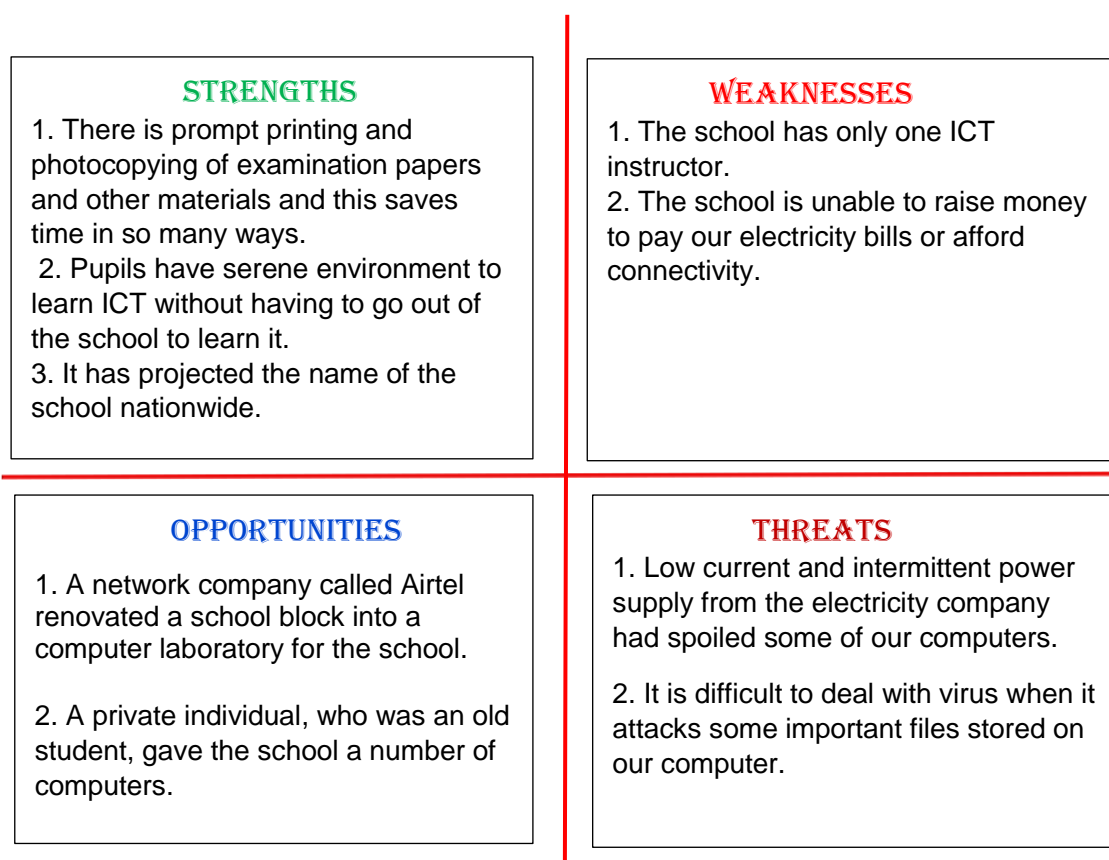 STRENGTHS
1. There is prompt printing and
photocopying of examination papers
and other materials and this saves
time in so many ways.
2. Pupils have serene environment to
learn ICT without having to go out of
the school to learn it.
3. It has projected the name of the
school nationwide.
WEAKNESSES
1. The school has only one ICT
instructor.
2. The school is unable to raise money
to pay our electricity bills or afford
connectivity.
OPPORTUNITIES
1. A network company called Airtel
renovated a school block into a
computer laboratory for the school.
2. A private individual, who was an old
student, gave the school a number of
computers.
THREATS
1. Low current and intermittent power
supply from the electricity company
had spoiled some of our computers.
2. It is difficult to deal with virus when it
attacks some important files stored on
our computer.